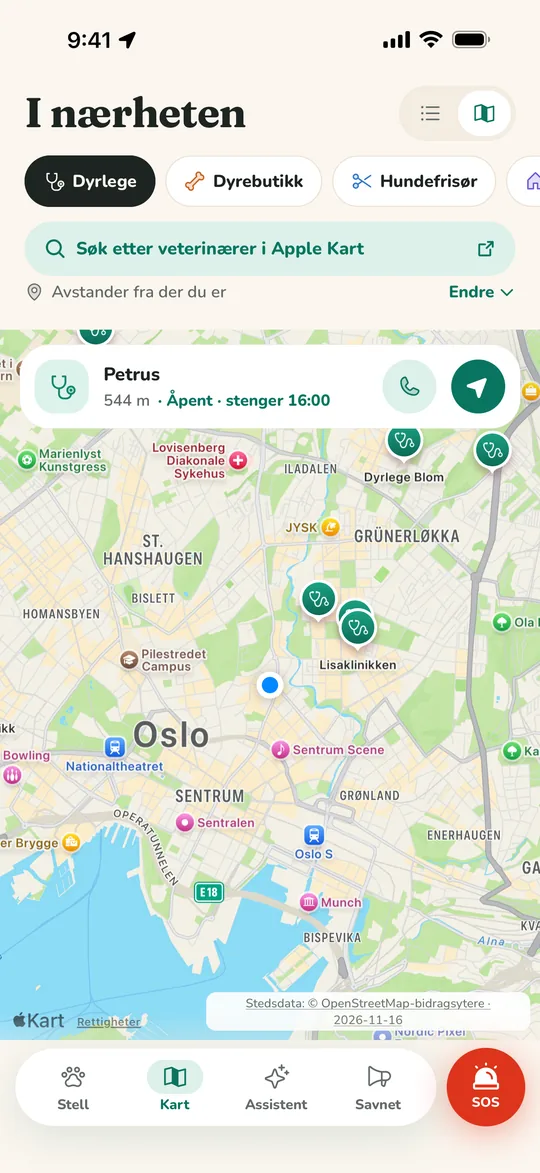 9:41
I nærheten
Dyrlege
Dyrebutikk
Hundefrisør
Søk etter veterinærer i Apple Kart
Avstander fra der du er
Endre
Petrus
544 m · Åpent · stenger 16:00
Marienlyst
Kunstgress
Lovisenberg
Diakonale
Sykehus
ILADALEN
Dyrlege Blom
JYSK
GRÜNERLØKKA
ST.
HANSHAUGEN
BISLETT
HOMANSBYEN
Ola
Pilestredet
Campus
Lisaklinikken
Oslo
Bowling
Nationaltheatret
Sentrum Scene
Ka
SENTRUM
GRØNLAND
OPERATUNNELEN
Sentralen
er Brygge
Oslo S
ENERHAUGEN
GA
E18
Munch
KVÆ
BISPEVIKA
Alna
Kart
Rettigheter
Stedsdata: © OpenStreetMap-bidragsytere ·
2026-11-16
Nordic Pixel
Stell
Kart
Assistent
Savnet
SOS